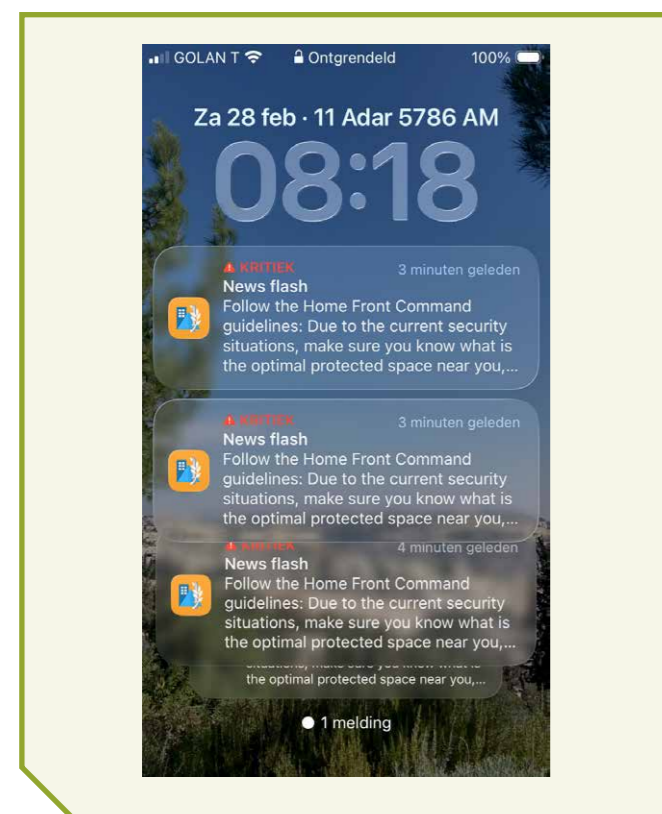 GOLAN T Ontgrendeld 100%
Za 28 feb · 11 Adar 5786 AM
08:18
KRITIEK 3 minuten geleden
News flash
Follow the Home Front Command
guidelines: Due to the current security
situations, make sure you know what is
the optimal protected space near you,...
KRITIEK 3 minuten geleden
News flash
Follow the Home Front Command
guidelines: Due to the current security
situations, make sure you know what is
the optimal protected space near you,...
KRITIEK 4 minuten geleden
News flash
Follow the Home Front Command
guidelines: Due to the current security
situations, make sure you know what is
the optimal protected space near you,...
situations, make sure you know what is
the optimal protected space near you,...
1 melding